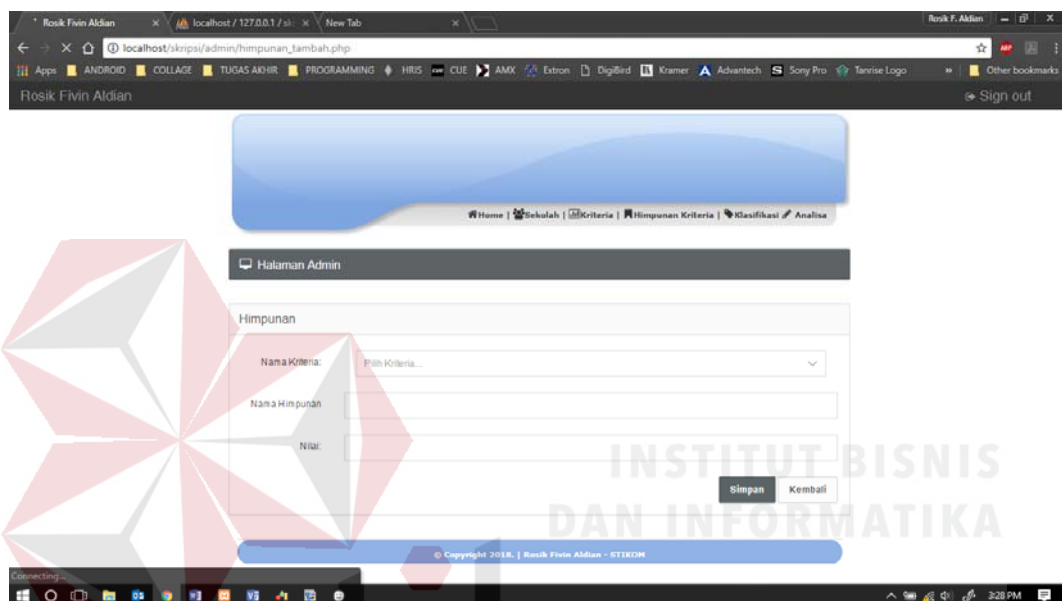 Rosik Fivin Aldian
localhost / 127.0.0.1 / sk
New Tab
Rosik F. Aldian
localhost/skripsi/admin/himpunan_tambah.php
Apps ANDROID COLLAGE TUGAS AKHIR PROGRAMMING HRIS CUE AMX Extron DigiBird Kramer Advantech Sony Pro Tanrise Logo » Other bookmarks
Rosik Fivin Aldian
Sign out
Home | Sekolah | Kriteria | Himpunan Kriteria | Klasifikasi Analisa
Halaman Admin
Himpunan
Nama Kriteria:
Pilih Kriteria...
Nama Himpunan
Nilai:
Simpan
Kembali
INSTITUT BISNIS
DAN INFORMATIKA
© Copyright 2018. | Rosik Fivin Aldian - STIKOM
Connecting...
3:28 PM